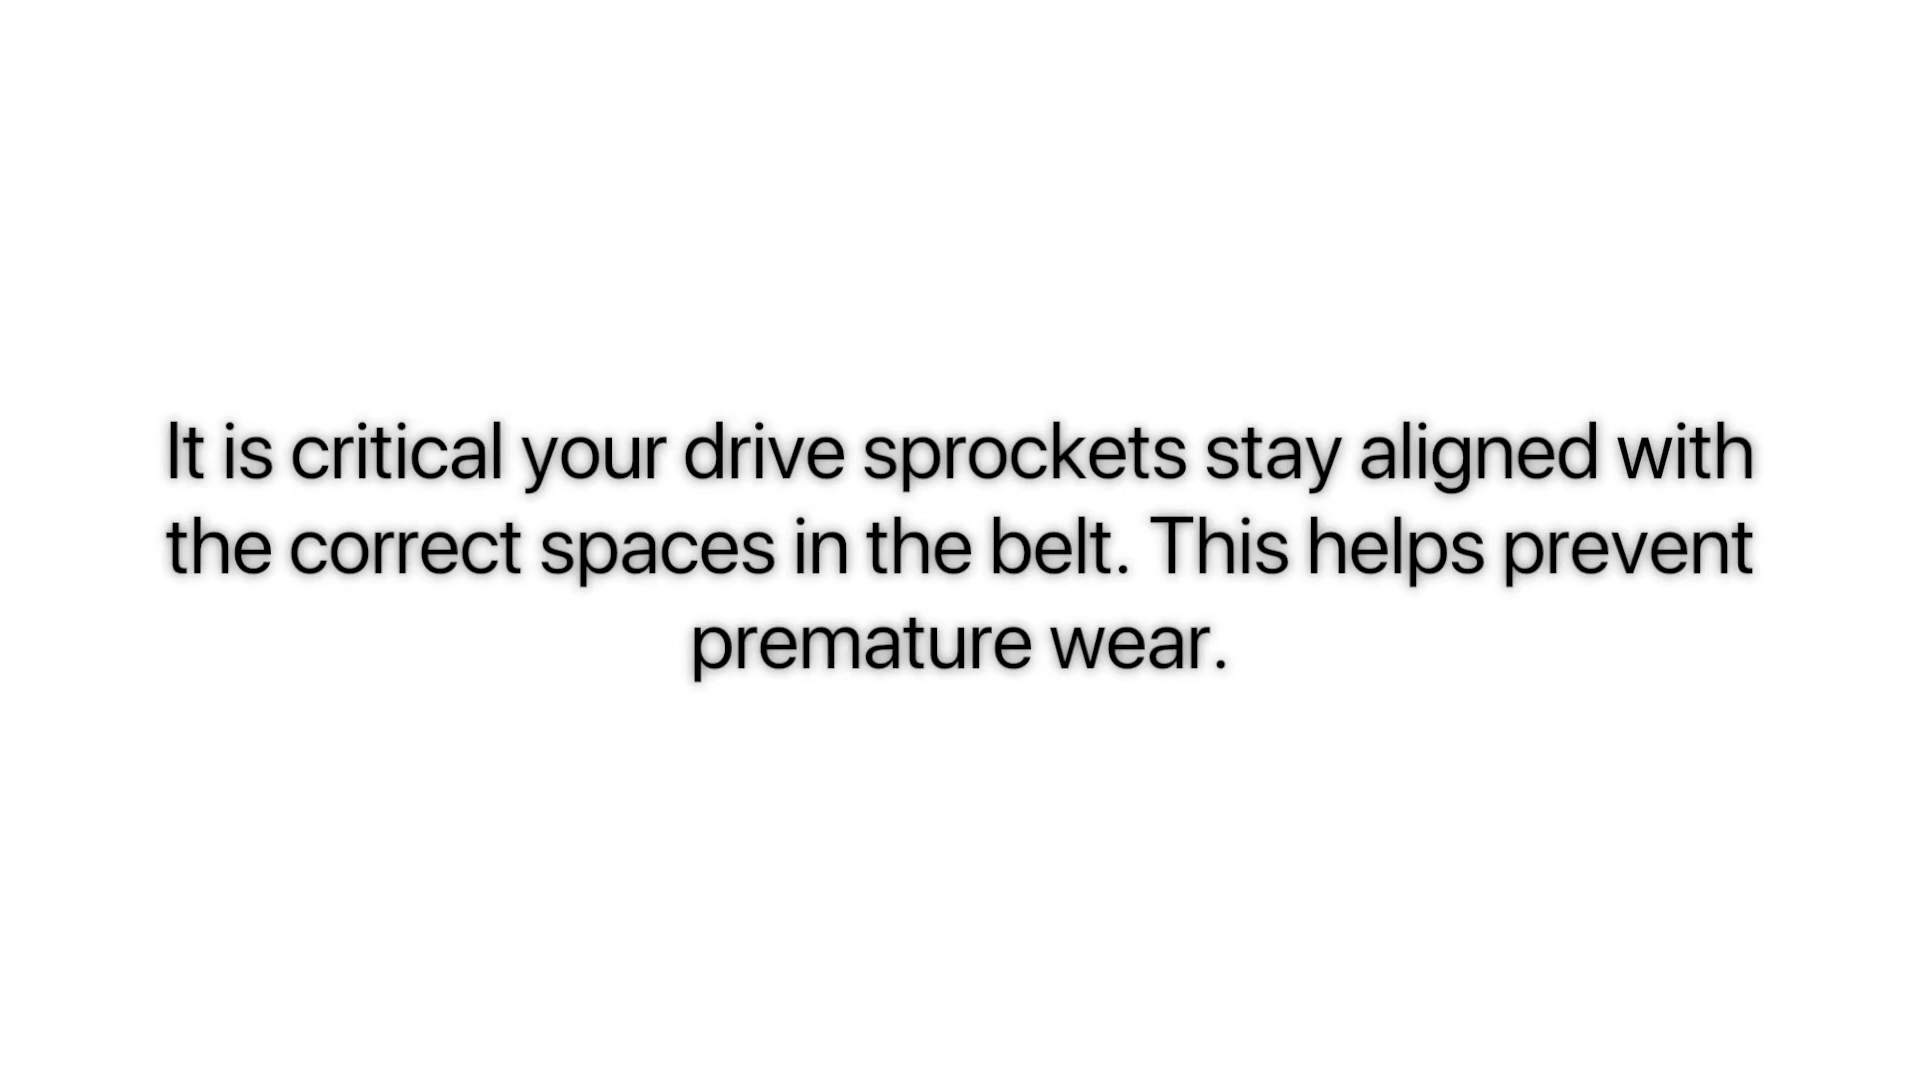 It is critical your drive sprockets stay aligned with
the correct spaces in the belt. This helps prevent
premature wear.